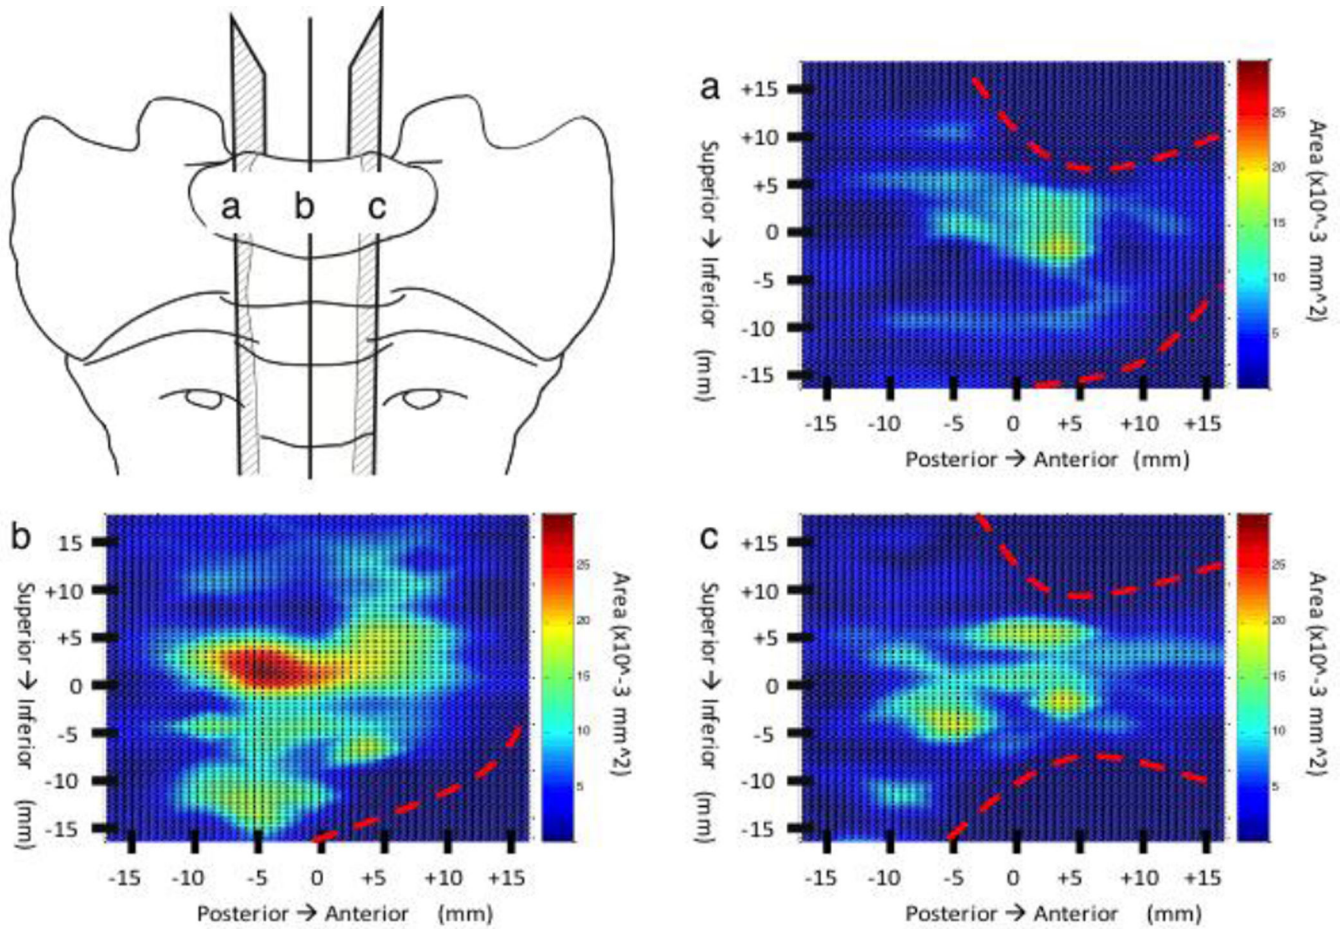 a b c
a
+15
+10
+5
0
-5
-10
-15
Superior → Inferior (mm)
-15 -10 -5 0 +5 +10 +15
Posterior → Anterior (mm)
25
20
15
10
5
Area (x10^-3 mm^2)
b
15
+10
+5
0
-5
-10
-15
Superior → Inferior (mm)
-15 -10 -5 0 +5 +10 +15
Posterior → Anterior (mm)
25
20
15
10
5
Area (x10^-3 mm^2)
c
+15
+10
+5
0
-5
-10
-15
Superior → Inferior (mm)
-15 -10 -5 0 +5 +10 +15
Posterior → Anterior (mm)
25
20
15
10
5
Area (x10^-3 mm^2)